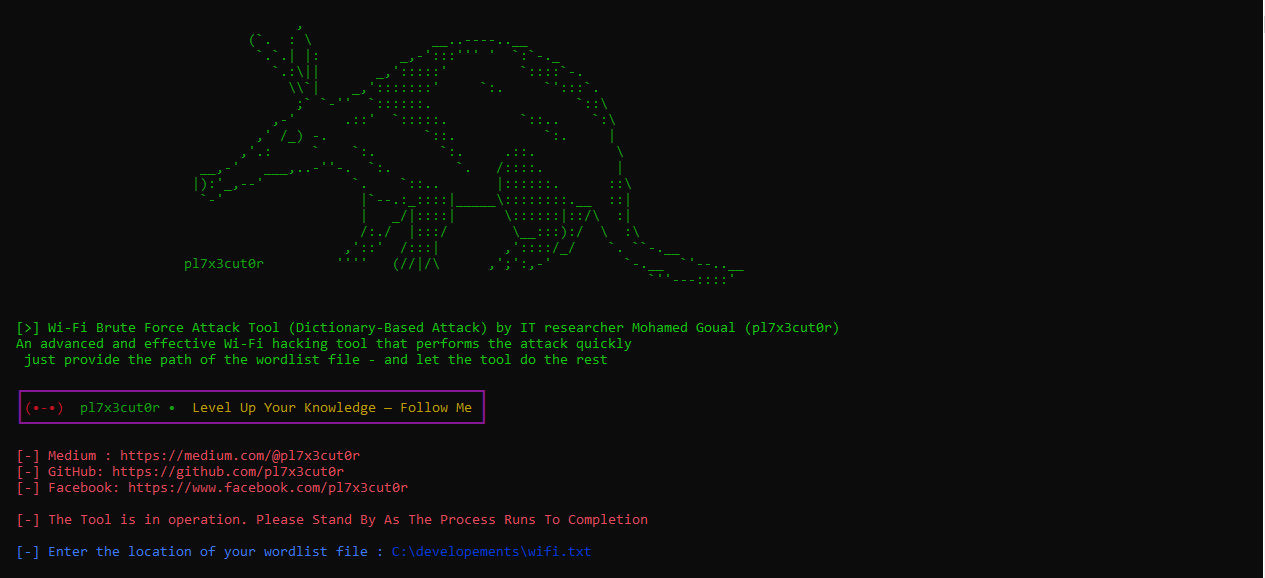 pl7x3cut0r
[>] Wi-Fi Brute Force Attack Tool (Dictionary-Based Attack) by IT researcher Mohamed Goual (pl7x3cut0r)
An advanced and effective Wi-Fi hacking tool that performs the attack quickly
just provide the path of the wordlist file - and let the tool do the rest
(•-•) pl7x3cut0r • Level Up Your Knowledge — Follow Me
[-] Medium : https://medium.com/@pl7x3cut0r
[-] GitHub: https://github.com/pl7x3cut0r
[-] Facebook: https://www.facebook.com/pl7x3cut0r
[-] The Tool is in operation. Please Stand By As The Process Runs To Completion
[-] Enter the location of your wordlist file : C:\developements\wifi.txt